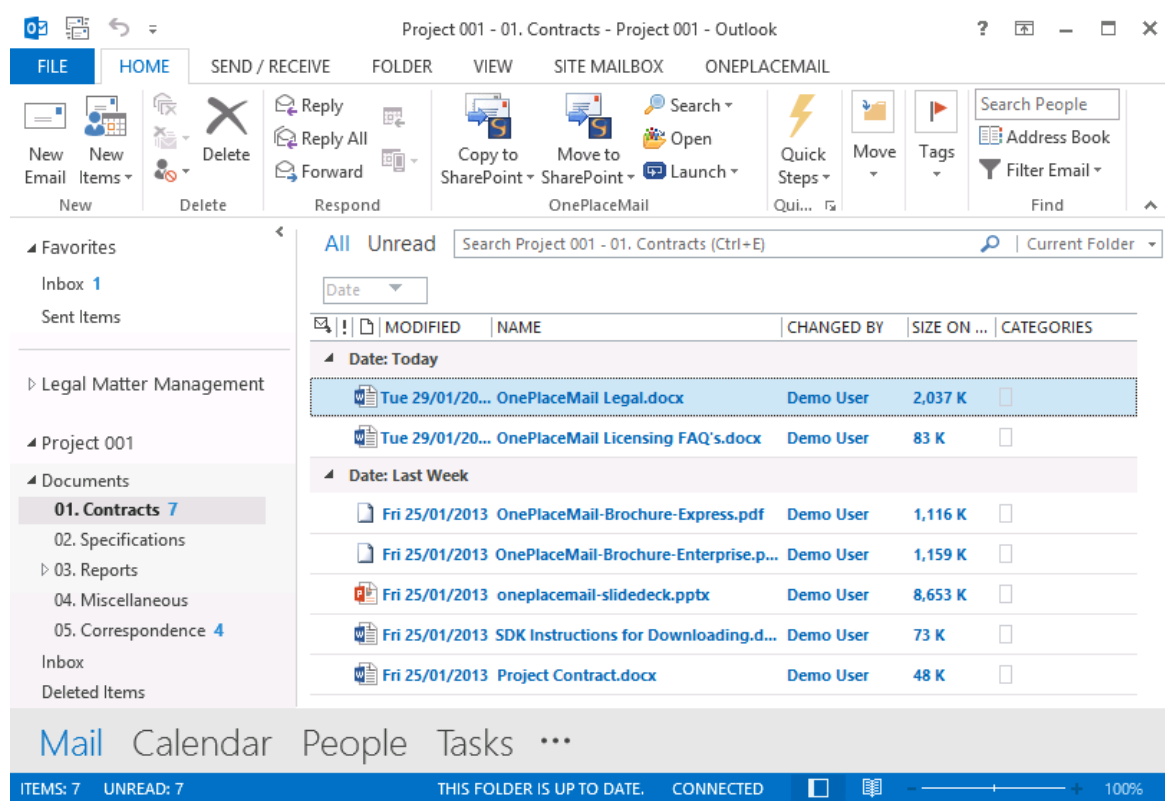 Project 001 - 01. Contracts - Project 001 - Outlook
FILE HOME SEND / RECEIVE FOLDER VIEW SITE MAILBOX ONEPLACEMAIL
New Email
New Items
Delete
Reply
Reply All
Forward
Copy to SharePoint
Move to SharePoint
Search
Open
Launch
Quick Steps
Move
Tags
Search People
Address Book
Filter Email
New Delete Respond OnePlaceMail Qui... Find
Favorites
Inbox 1
Sent Items
Legal Matter Management
Project 001
Documents
01. Contracts 7
02. Specifications
03. Reports
04. Miscellaneous
05. Correspondence 4
Inbox
Deleted Items
All Unread Search Project 001 - 01. Contracts (Ctrl+E) Current Folder
Date
! MODIFIED NAME CHANGED BY SIZE ON ... CATEGORIES
Date: Today
Tue 29/01/20... OnePlaceMail Legal.docx Demo User 2,037 K
Tue 29/01/20... OnePlaceMail Licensing FAQ's.docx Demo User 83 K
Date: Last Week
Fri 25/01/2013 OnePlaceMail-Brochure-Express.pdf Demo User 1,116 K
Fri 25/01/2013 OnePlaceMail-Brochure-Enterprise.p... Demo User 1,159 K
Fri 25/01/2013 oneplacemail-slidedeck.pptx Demo User 8,653 K
Fri 25/01/2013 SDK Instructions for Downloading.d... Demo User 73 K
Fri 25/01/2013 Project Contract.docx Demo User 48 K
Mail Calendar People Tasks ...
ITEMS: 7 UNREAD: 7 THIS FOLDER IS UP TO DATE. CONNECTED 100%